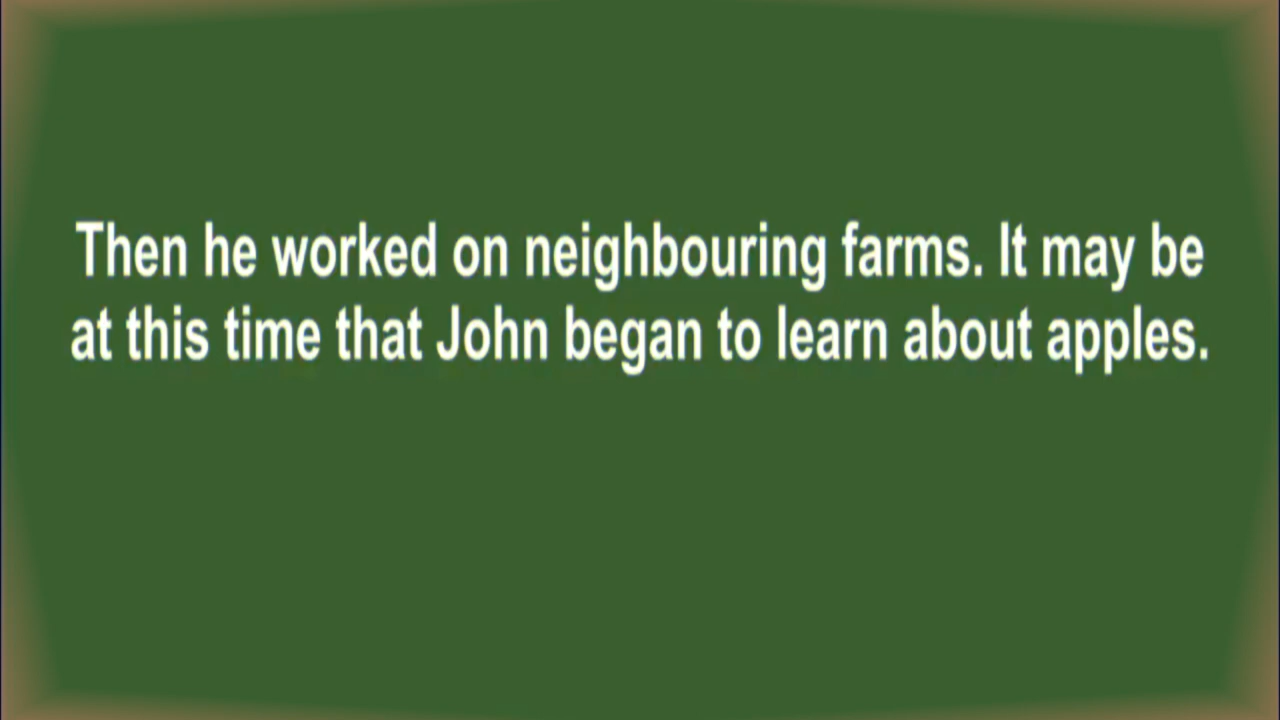 Then he worked on neighbouring farms. It may be
at this time that John began to learn about apples.